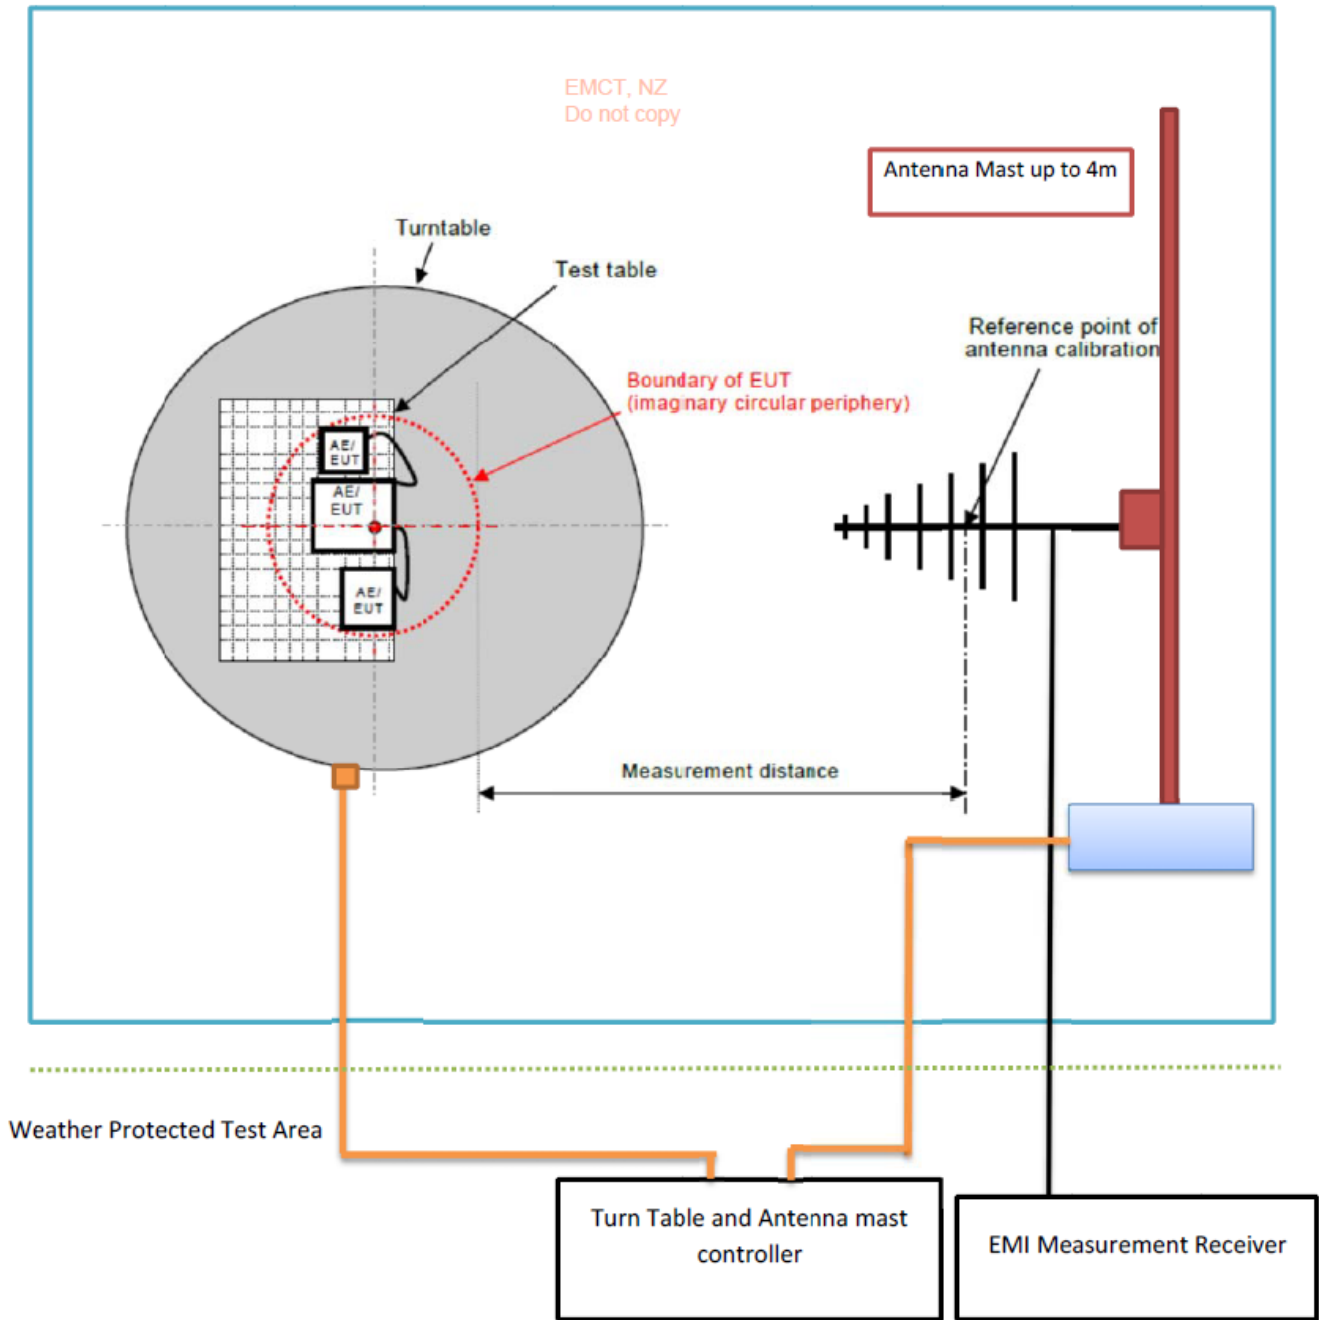 EMCT, NZ
Do not copy
Antenna Mast up to 4m
Turntable
Test table
Reference point of
antenna calibration
Boundary of EUT
(imaginary circular periphery)
AE/
EUT
AE/
EUT
AE/
EUT
Measurement distance
Weather Protected Test Area
Turn Table and Antenna mast
controller
EMI Measurement Receiver